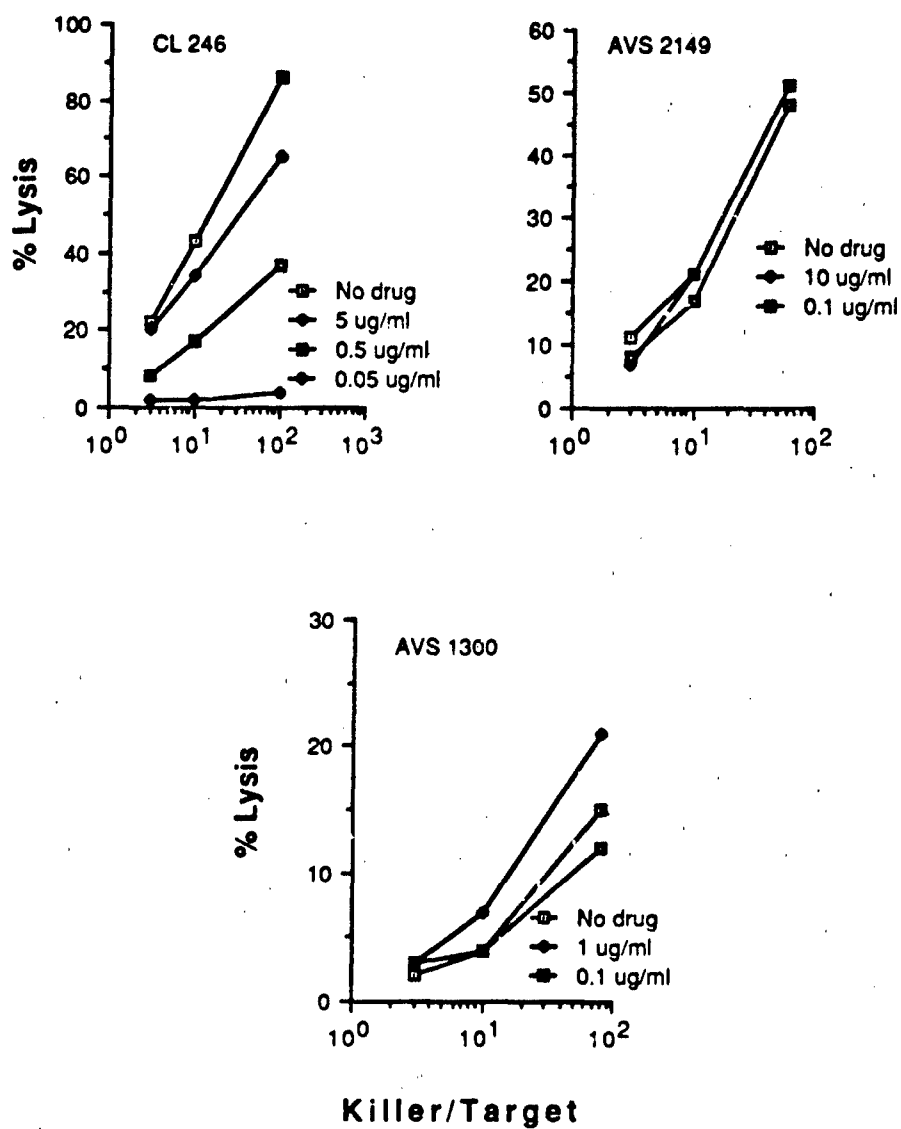 CL 246
% Lysis
100
80
60
40
20
0
10^0 10^1 10^2 10^3
No drug
5 ug/ml
0.5 ug/ml
0.05 ug/ml
AVS 2149
60
50
40
30
20
10
0
10^0 10^1 10^2
No drug
10 ug/ml
0.1 ug/ml
AVS 1300
% Lysis
30
20
10
0
10^0 10^1 10^2
No drug
1 ug/ml
0.1 ug/ml
Killer/Target